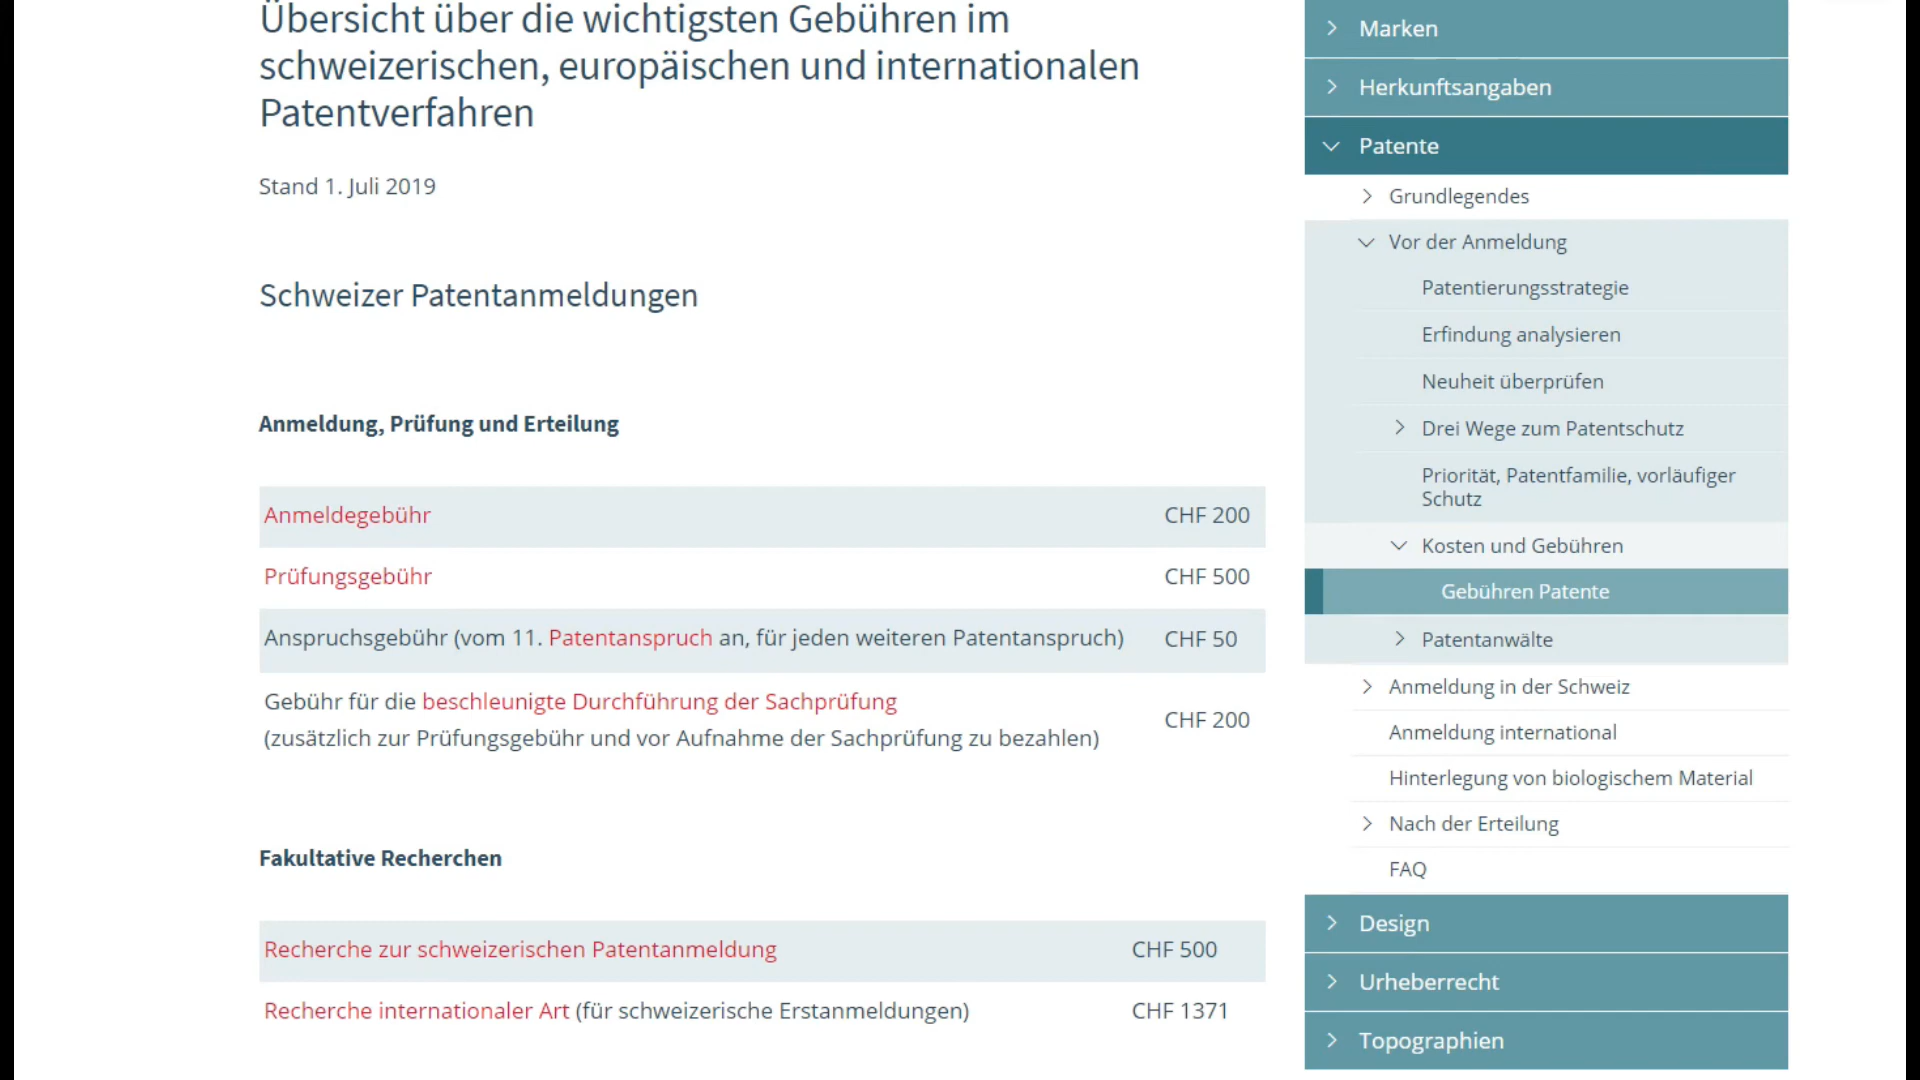 Übersicht über die wichtigsten Gebühren im
schweizerischen, europäischen und internationalen
Patentverfahren
Stand 1. Juli 2019
Schweizer Patentanmeldungen
Anmeldung, Prüfung und Erteilung
Anmeldegebühr CHF 200
Prüfungsgebühr CHF 500
Anspruchsgebühr (vom 11. Patentanspruch an, für jeden weiteren Patentanspruch) CHF 50
Gebühr für die beschleunigte Durchführung der Sachprüfung
(zusätzlich zur Prüfungsgebühr und vor Aufnahme der Sachprüfung zu bezahlen)
CHF 200
Fakultative Recherchen
Recherche zur schweizerischen Patentanmeldung CHF 500
Recherche internationaler Art (für schweizerische Erstanmeldungen) CHF 1371
Marken
Herkunftsangaben
Patente
Grundlegendes
Vor der Anmeldung
Patentierungsstrategie
Erfindung analysieren
Neuheit überprüfen
Drei Wege zum Patentschutz
Priorität, Patentfamilie, vorläufiger
Schutz
Kosten und Gebühren
Gebühren Patente
Patentanwälte
Anmeldung in der Schweiz
Anmeldung international
Hinterlegung von biologischem Material
Nach der Erteilung
FAQ
Design
Urheberrecht
Topographien